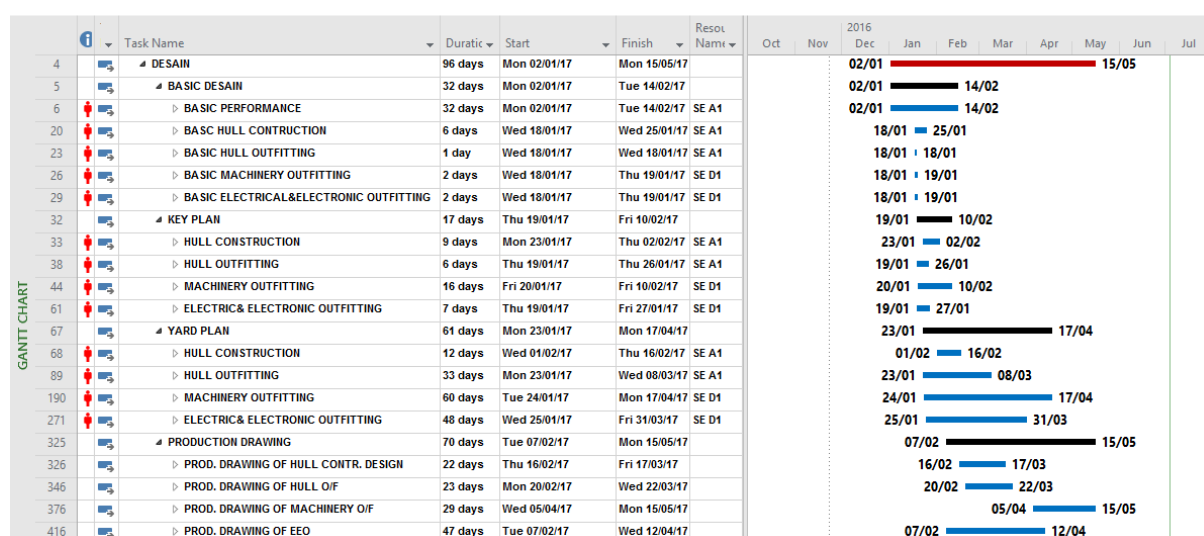 Resou
2016
Task Name Duratic Start Finish Name Oct Nov Dec Jan Feb Mar Apr May Jun Jul
4 DESAIN 96 days Mon 02/01/17 Mon 15/05/17 02/01 15/05
5 BASIC DESAIN 32 days Mon 02/01/17 Tue 14/02/17 02/01 14/02
6 BASIC PERFORMANCE 32 days Mon 02/01/17 Tue 14/02/17 SE A1 02/01 14/02
20 BASC HULL CONTRUCTION 6 days Wed 18/01/17 Wed 25/01/17 SE A1 18/01 25/01
23 BASIC HULL OUTFITTING 1 day Wed 18/01/17 Wed 18/01/17 SE A1 18/01 18/01
26 BASIC MACHINERY OUTFITTING 2 days Wed 18/01/17 Thu 19/01/17 SE D1 18/01 19/01
29 BASIC ELECTRICAL&ELECTRONIC OUTFITTING 2 days Wed 18/01/17 Thu 19/01/17 SE D1 18/01 19/01
32 KEY PLAN 17 days Thu 19/01/17 Fri 10/02/17 19/01 10/02
33 HULL CONSTRUCTION 9 days Mon 23/01/17 Thu 02/02/17 SE A1 23/01 02/02
38 HULL OUTFITTING 6 days Thu 19/01/17 Thu 26/01/17 SE A1 19/01 26/01
44 MACHINERY OUTFITTING 16 days Fri 20/01/17 Fri 10/02/17 SE D1 20/01 10/02
61 ELECTRIC& ELECTRONIC OUTFITTING 7 days Thu 19/01/17 Fri 27/01/17 SE D1 19/01 27/01
67 YARD PLAN 61 days Mon 23/01/17 Mon 17/04/17 23/01 17/04
68 HULL CONSTRUCTION 12 days Wed 01/02/17 Thu 16/02/17 SE A1 01/02 16/02
89 HULL OUTFITTING 33 days Mon 23/01/17 Wed 08/03/17 SE A1 23/01 08/03
190 MACHINERY OUTFITTING 60 days Tue 24/01/17 Mon 17/04/17 SE D1 24/01 17/04
271 ELECTRIC& ELECTRONIC OUTFITTING 48 days Wed 25/01/17 Fri 31/03/17 SE D1 25/01 31/03
325 PRODUCTION DRAWING 70 days Tue 07/02/17 Mon 15/05/17 07/02 15/05
326 PROD. DRAWING OF HULL CONTR. DESIGN 22 days Thu 16/02/17 Fri 17/03/17 16/02 17/03
346 PROD. DRAWING OF HULL O/F 23 days Mon 20/02/17 Wed 22/03/17 20/02 22/03
376 PROD. DRAWING OF MACHINERY O/F 29 days Wed 05/04/17 Mon 15/05/17 05/04 15/05
416 PROD. DRAWING OF EEO 47 days Tue 07/02/17 Wed 12/04/17 07/02 12/04
GANTT CHART